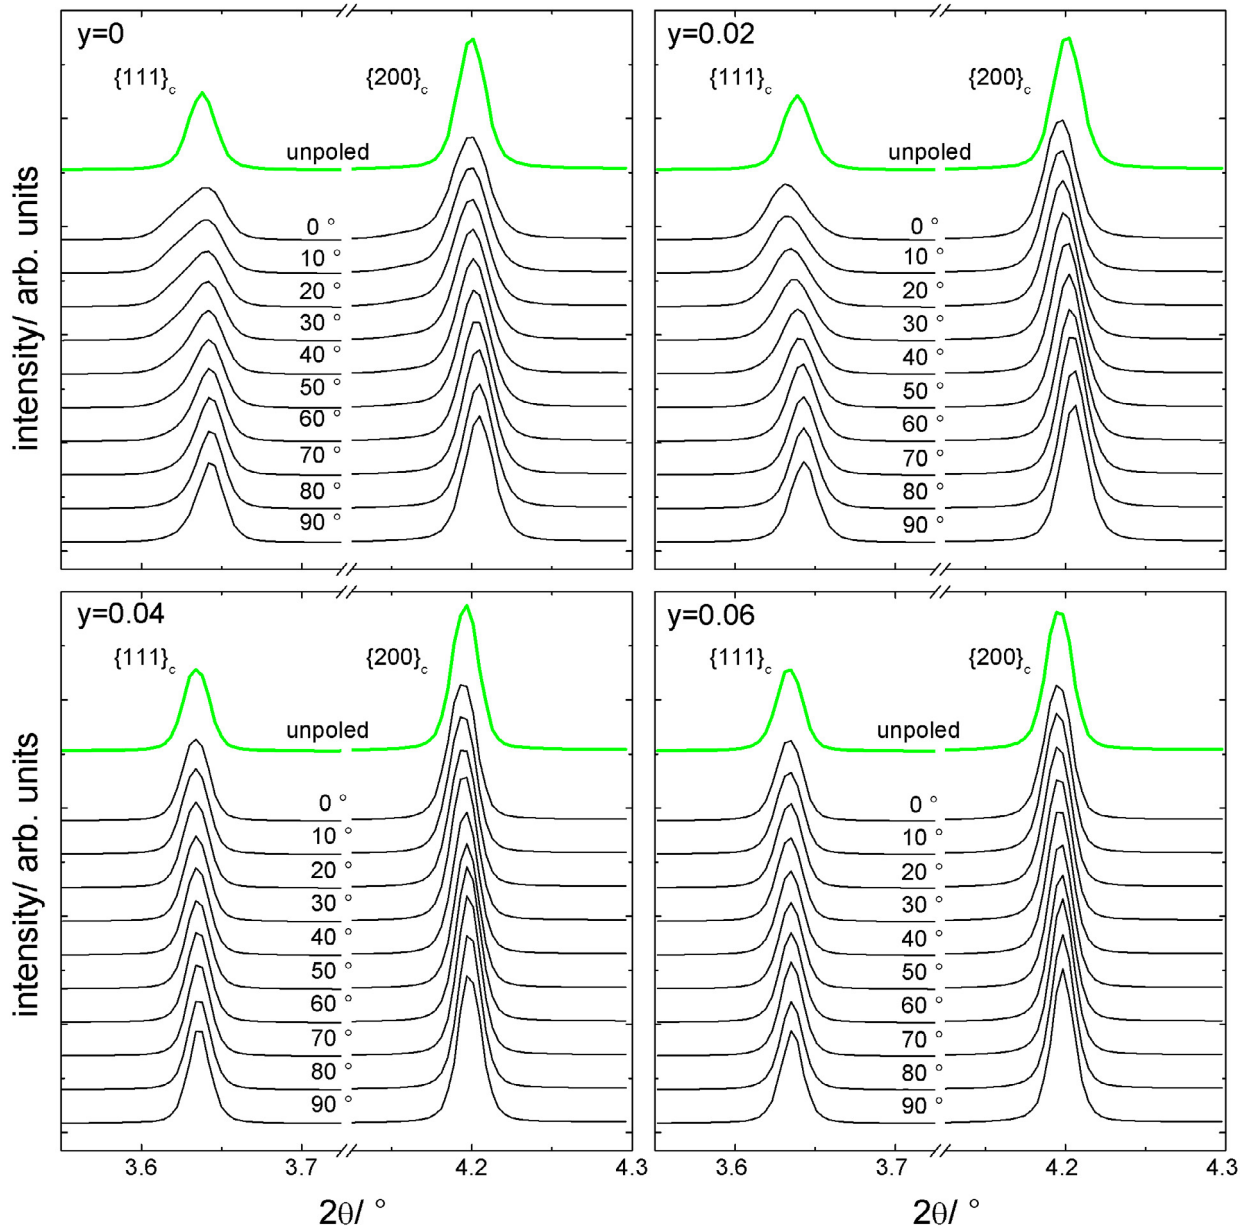 y=0
{111}c
{200}c
unpoled
0 °
10 °
20 °
30 °
40 °
50 °
60 °
70 °
80 °
90 °
y=0.02
{111}c
{200}c
unpoled
0 °
10 °
20 °
30 °
40 °
50 °
60 °
70 °
80 °
90 °
intensity/ arb. units
y=0.04
{111}c
{200}c
unpoled
0 °
10 °
20 °
30 °
40 °
50 °
60 °
70 °
80 °
90 °
3.6 3.7 4.2 4.3
2θ/ °
y=0.06
{111}c
{200}c
unpoled
0 °
10 °
20 °
30 °
40 °
50 °
60 °
70 °
80 °
90 °
3.6 3.7 4.2 4.3
2θ/ °
intensity/ arb. units